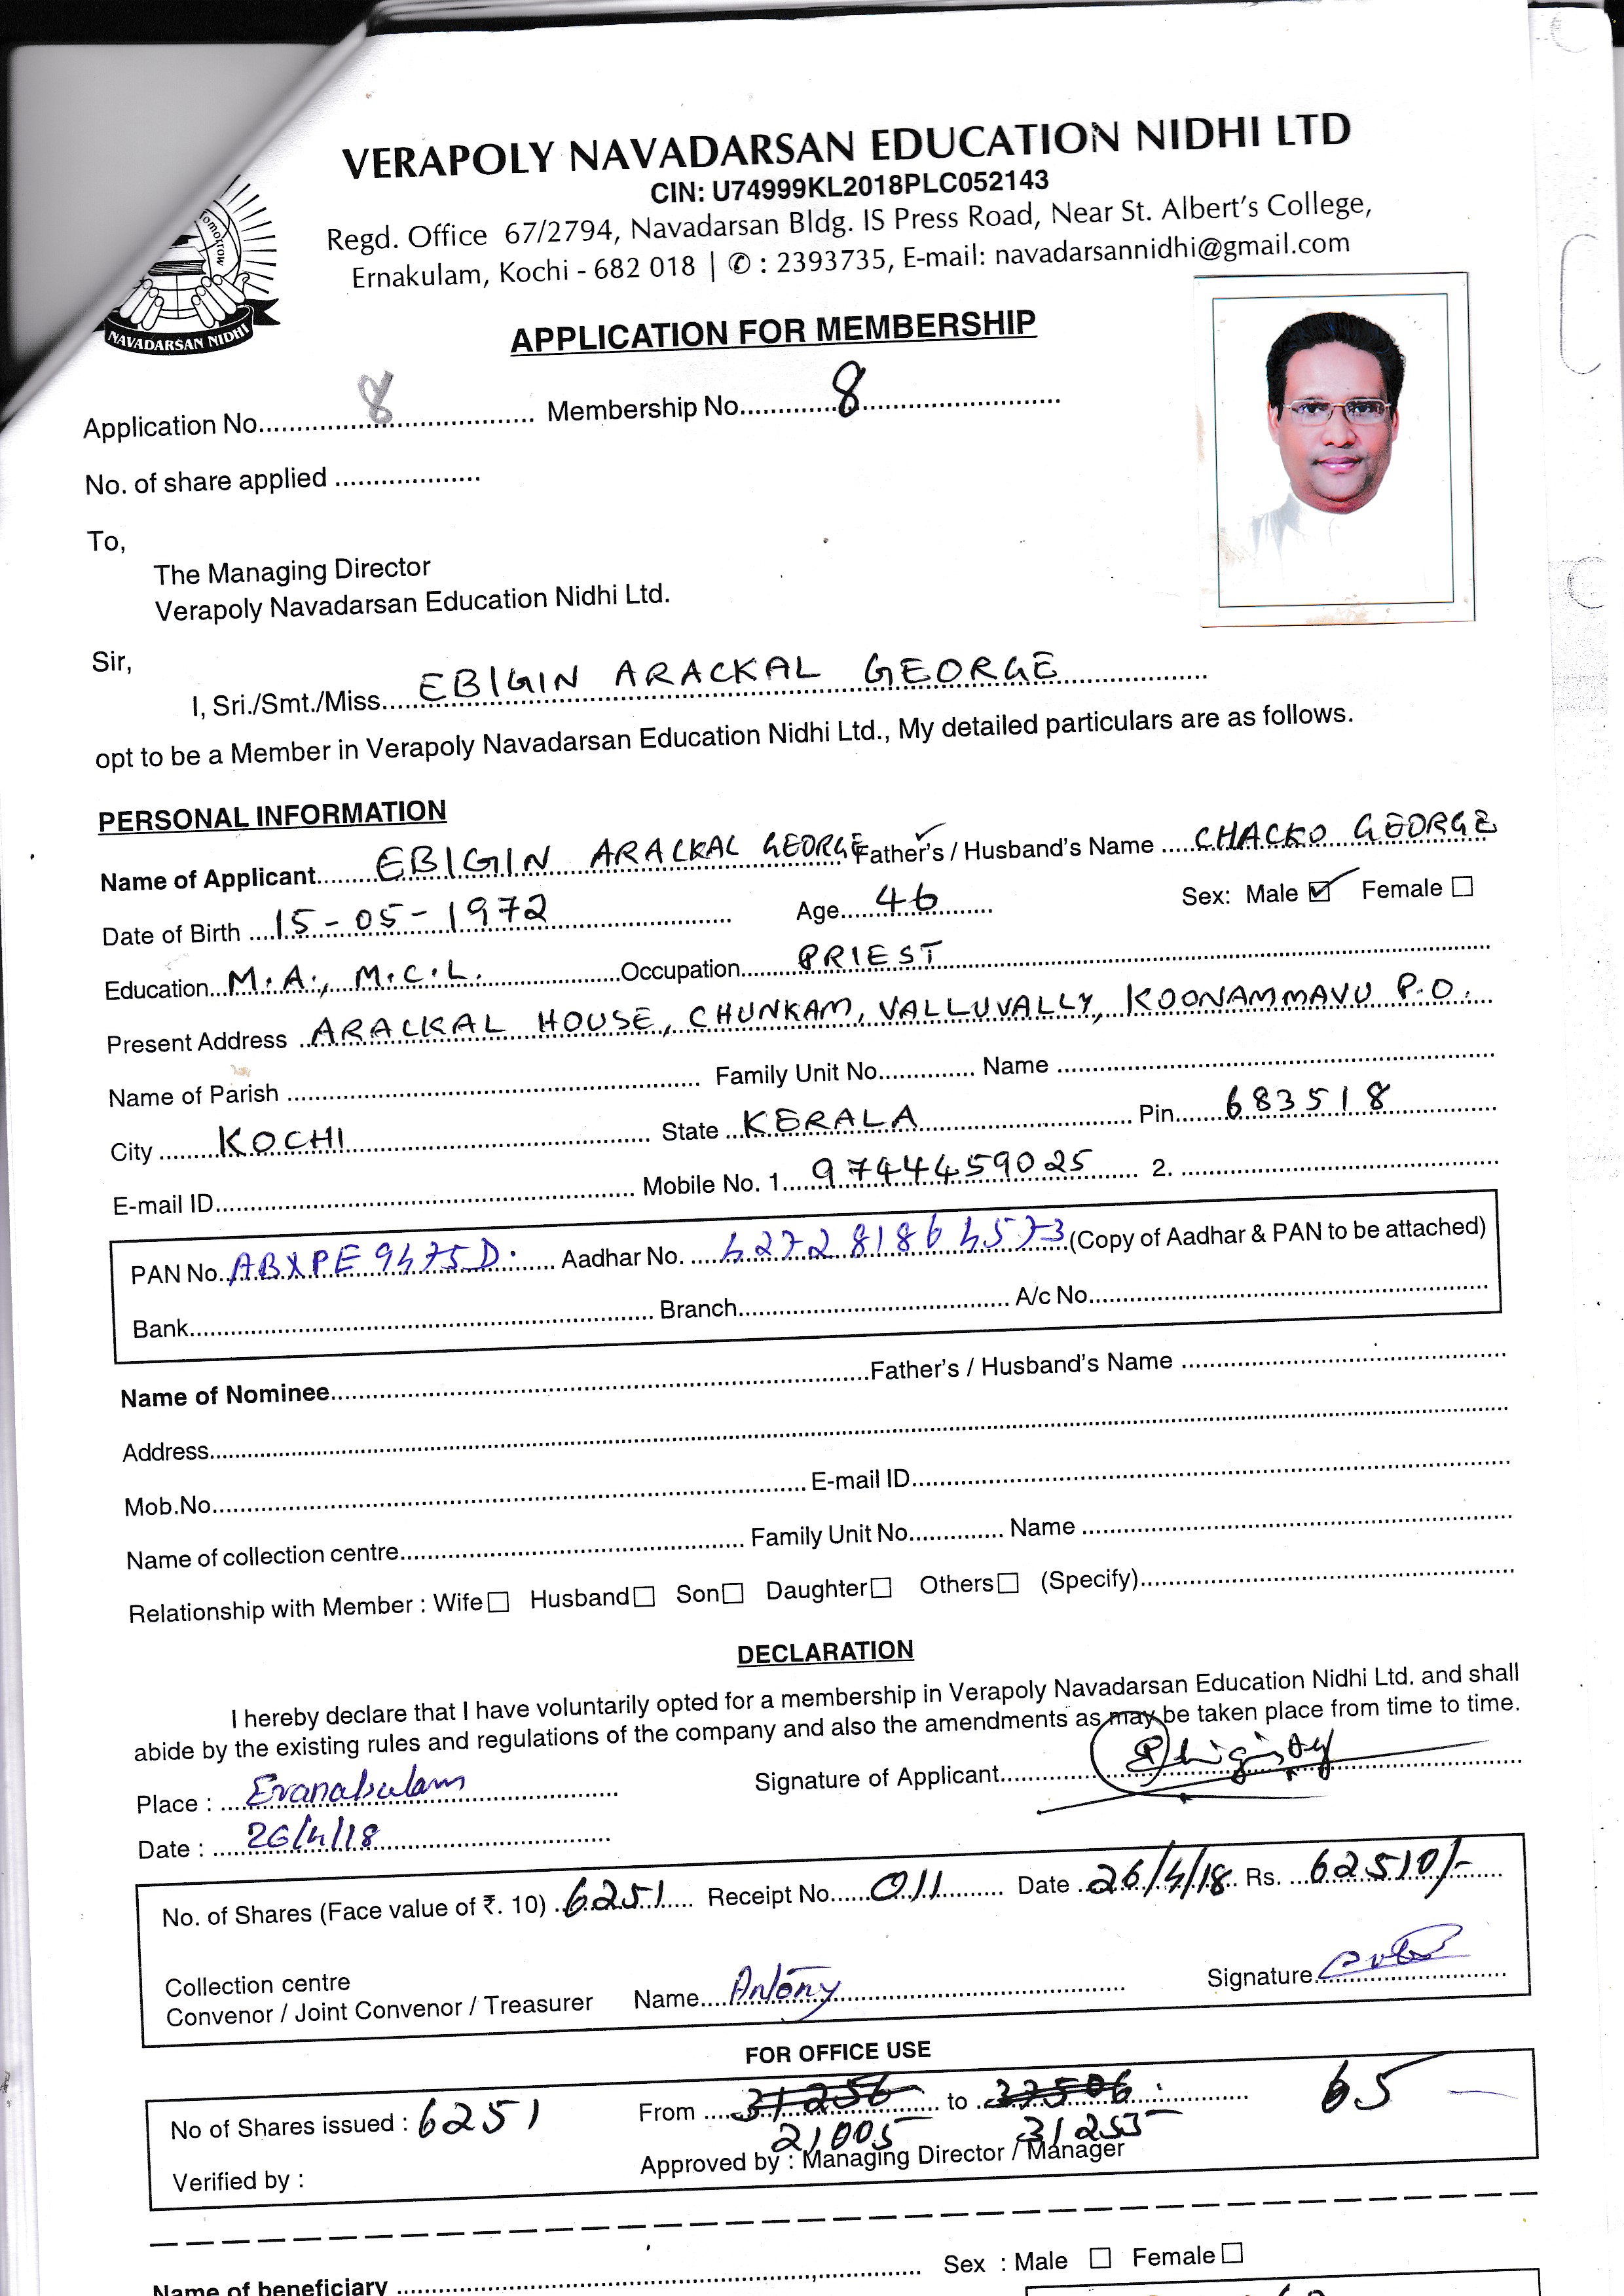 VERAPOLY NAVADARSAN EDUCATION NIDHI LTD
CIN: U74999KL2018PLC052143
Regd. Office 67/2794, Navadarsan Bldg. IS Press Road, Near St. Albert's College,
Ernakulam, Kochi - 682 018 | ✆ : 2393735, E-mail: navadarsannidhi@gmail.com
Tomorrow
NAVADARSAN NIDHI
APPLICATION FOR MEMBERSHIP
Application No. 8 Membership No. 8
No. of share applied
To,
The Managing Director
Verapoly Navadarsan Education Nidhi Ltd.
Sir,
I, Sri./Smt./Miss. EBIGIN ARACKAL GEORGE
opt to be a Member in Verapoly Navadarsan Education Nidhi Ltd., My detailed particulars are as follows.
PERSONAL INFORMATION
Name of Applicant EBIGIN ARACKAL GEORGE Father's / Husband's Name CHACKO GEORGE
Date of Birth 15-05-1972 Age 46 Sex: Male ☑ Female ☐
Education M.A., M.C.L. Occupation PRIEST
Present Address ARACKAL HOUSE, CHUNKAM, VALLUVALLY, KOONAMMAVU P.O.
Name of Parish Family Unit No. Name
City KOCHI State KERALA Pin 683518
E-mail ID Mobile No. 1. 9744459025 2.
PAN No. ABXPE9475D. Aadhar No. 427281864573 (Copy of Aadhar & PAN to be attached)
Bank Branch A/c No.
Name of Nominee Father's / Husband's Name
Address
Mob.No. E-mail ID
Name of collection centre Family Unit No. Name
Relationship with Member : Wife ☐ Husband ☐ Son ☐ Daughter ☐ Others ☐ (Specify)
DECLARATION
I hereby declare that I have voluntarily opted for a membership in Verapoly Navadarsan Education Nidhi Ltd. and shall
abide by the existing rules and regulations of the company and also the amendments as may be taken place from time to time.
Place : Eranakulam Signature of Applicant
Date : 26/4/18
No. of Shares (Face value of ₹. 10) 6251 Receipt No. 011 Date 26/4/18 Rs. 62510/-
Collection centre
Convenor / Joint Convenor / Treasurer Name Antony Signature
FOR OFFICE USE
No of Shares issued : 6251 From 31256 to 37506 65
21005 31255
Verified by : Approved by : Managing Director / Manager
Sex : Male ☐ Female ☐
Name of beneficiary